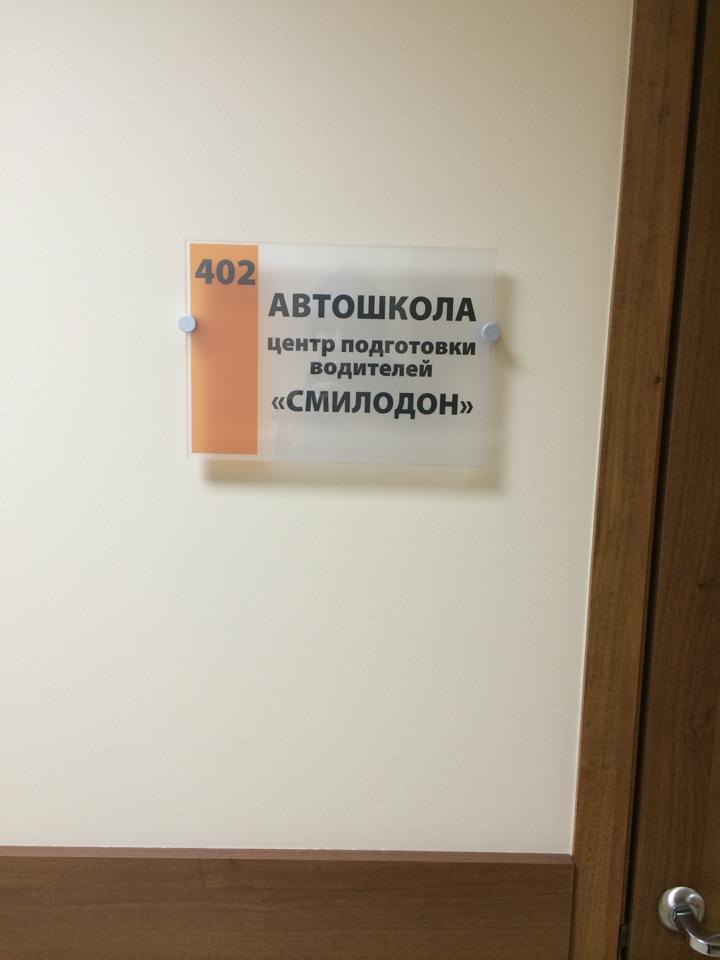 402
АВТОШКОЛА
центр подготовки
водителей
«СМИЛОДОН»